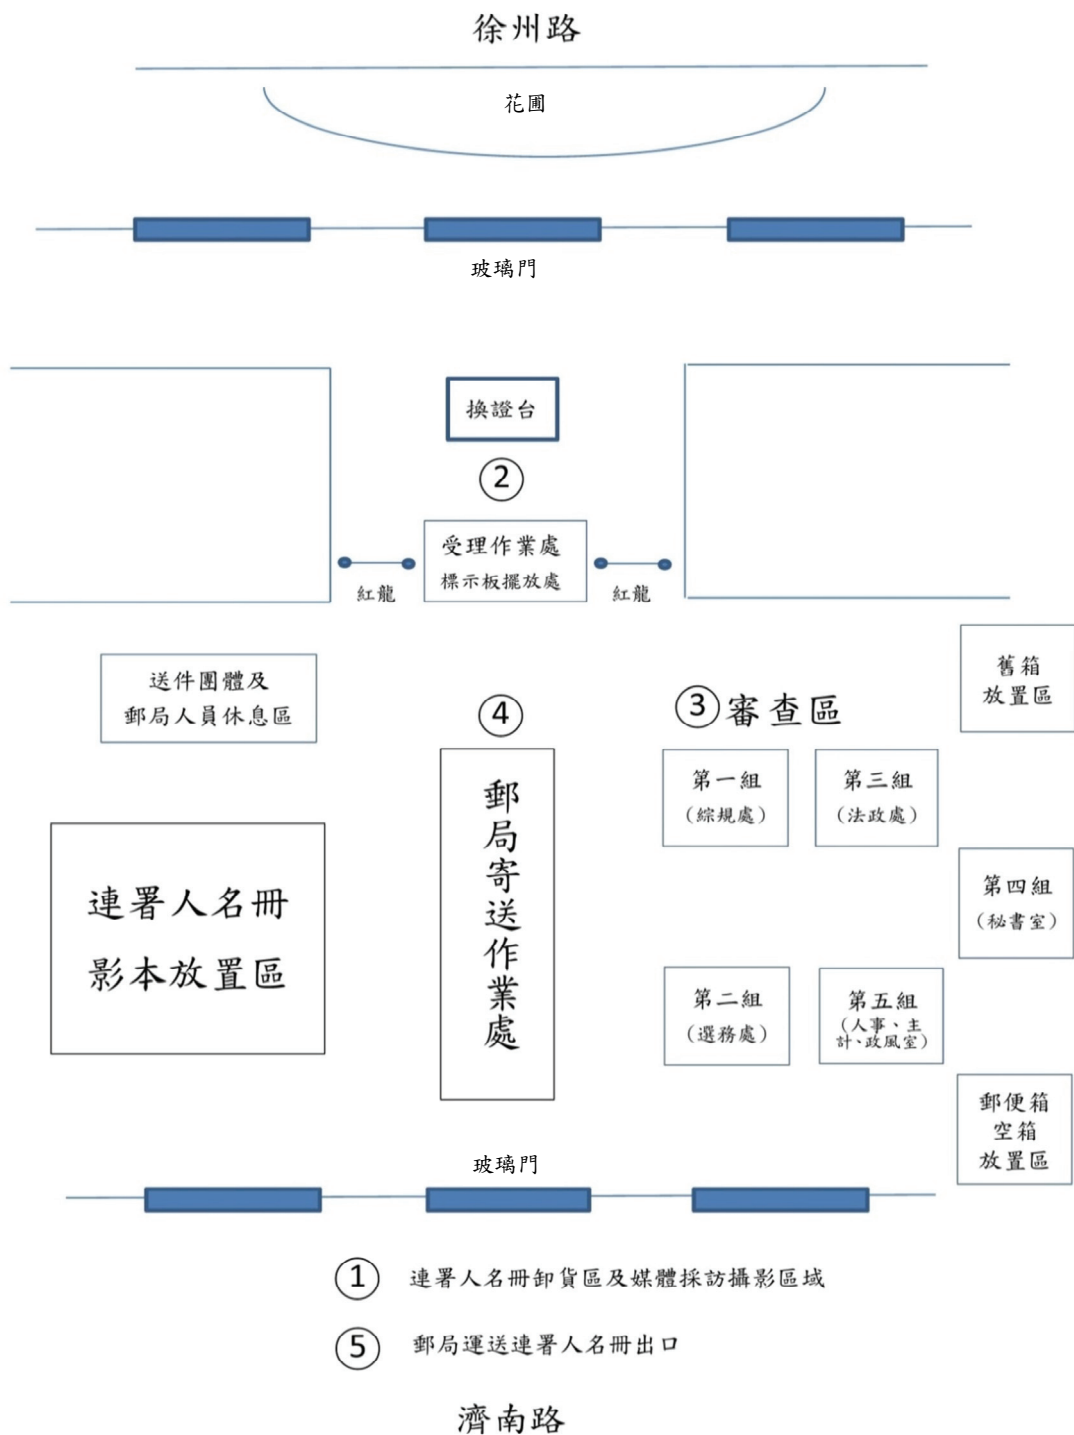 徐州路
花圃
玻璃門
換證台
②
受理作業處
標示板擺放處
紅龍
紅龍
送件團體及
郵局人員休息區
④
③審查區
舊箱
放置區
郵局寄送作業處
第一組
(綜規處)
第三組
(法政處)
連署人名冊
影本放置區
第四組
(秘書室)
第二組
(選務處)
第五組
(人事、主
計、政風室)
郵便箱
空箱
放置區
玻璃門
① 連署人名冊卸貨區及媒體採訪攝影區域
⑤ 郵局運送連署人名冊出口
濟南路